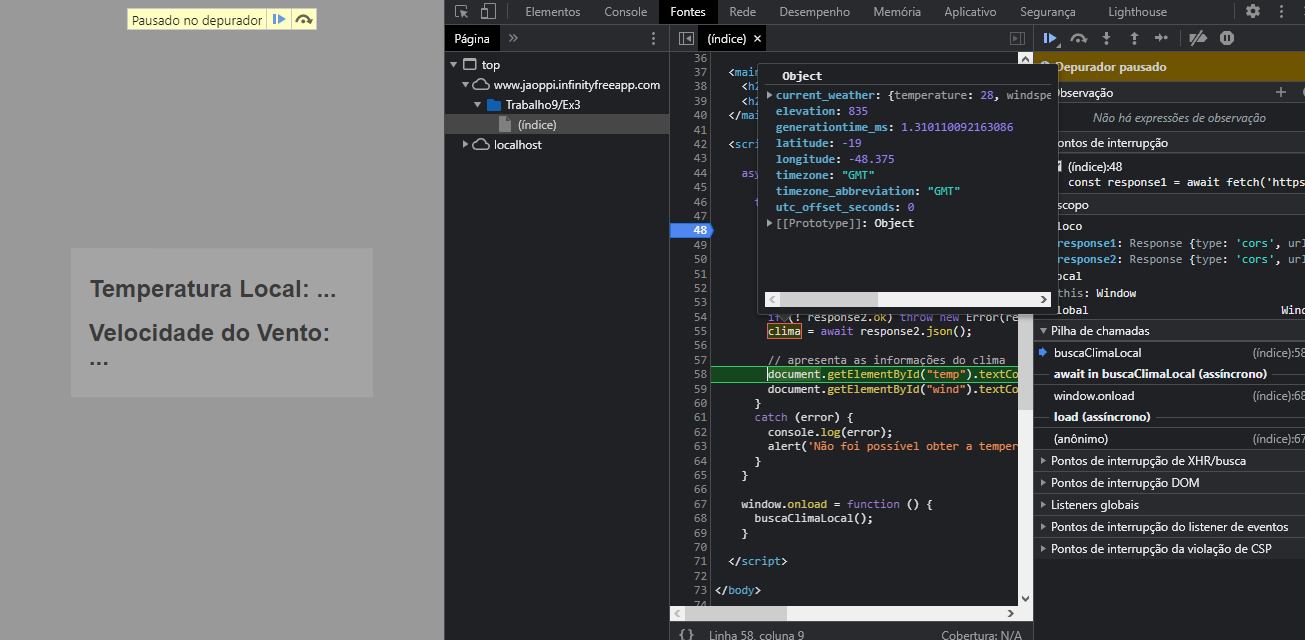 Pausado no depurador
Temperatura Local: ...
Velocidade do Vento:
...
Elementos Console Fontes Rede Desempenho Memória Aplicativo Segurança Lighthouse
Página
top
www.jaoppi.infinityfreeapp.com
Trabalho9/Ex3
(índice)
localhost
(índice) ×
36
37 <main
38 <h
39 <h
40 </mai
41
42 <scri
43
44 as
45
46 t
47
48
49
50
51
52
53
54 if (! response2.ok) throw new Error(re
55 clima = await response2.json();
56
57 // apresenta as informações do clima
58 document.getElementById("temp").textCo
59 document.getElementById("wind").textCo
60 }
61 catch (error) {
62 console.log(error);
63 alert('Não foi possível obter a temper
64 }
65 }
66
67 window.onload = function () {
68 buscaClimaLocal();
69 }
70
71 </script>
72
73 </body>
74
Object
current_weather: {temperature: 28, windspe
elevation: 835
generationtime_ms: 1.310110092163086
latitude: -19
longitude: -48.375
timezone: "GMT"
timezone_abbreviation: "GMT"
utc_offset_seconds: 0
[[Prototype]]: Object
{} Linha 58, coluna 9 Cobertura: N/A
Depurador pausado
bservação
Não há expressões de observação
ontos de interrupção
(índice):48
const response1 = await fetch('https
scopo
loco
response1: Response {type: 'cors', url
response2: Response {type: 'cors', url
ocal
this: Window
lobal Winc
Pilha de chamadas
buscaClimaLocal (índice):58
await in buscaClimaLocal (assíncrono)
window.onload (índice):68
load (assíncrono)
(anônimo) (índice):67
Pontos de interrupção de XHR/busca
Pontos de interrupção DOM
Listeners globais
Pontos de interrupção do listener de eventos
Pontos de interrupção da violação de CSP